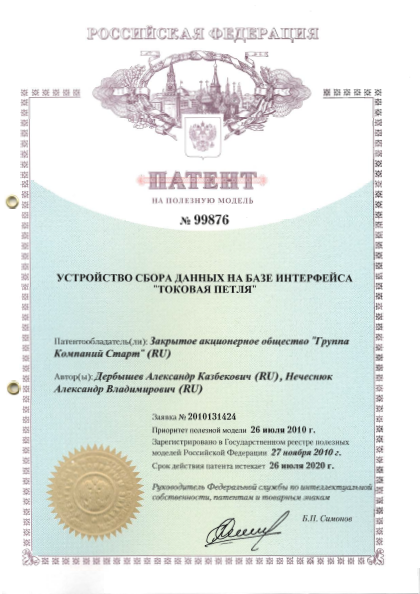 РОССИЙСКАЯ ФЕДЕРАЦИЯ
ПАТЕНТ
НА ПОЛЕЗНУЮ МОДЕЛЬ
№ 99876
УСТРОЙСТВО СБОРА ДАННЫХ НА БАЗЕ ИНТЕРФЕЙСА
"ТОКОВАЯ ПЕТЛЯ"
Патентообладатель(ли): Закрытое акционерное общество "Группа
Компаний Старт" (RU)
Автор(ы): Дербышев Александр Казбекович (RU), Нечеснюк
Александр Владимирович (RU)
Заявка № 2010131424
Приоритет полезной модели 26 июля 2010 г.
Зарегистрировано в Государственном реестре полезных
моделей Российской Федерации 27 ноября 2010 г.
Срок действия патента истекает 26 июля 2020 г.
Руководитель Федеральной службы по интеллектуальной
собственности, патентам и товарным знакам
Б.П. Симонов